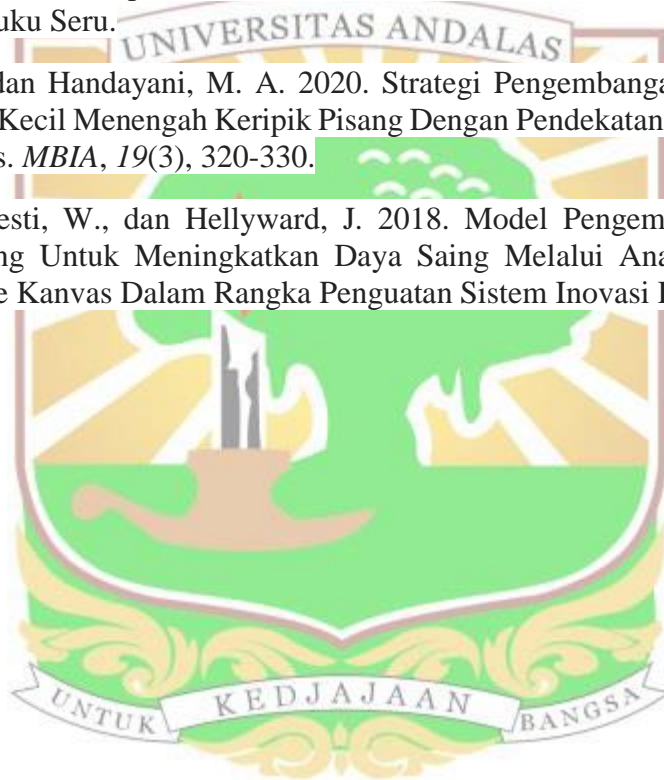 uku Seru.
UNIVERSITAS ANDALAS
dan Handayani, M. A. 2020. Strategi Pengembanga
Kecil Menengah Keripik Pisang Dengan Pendekatan
s. MBIA, 19(3), 320-330.
esti, W., dan Hellyward, J. 2018. Model Pengem
ng Untuk Meningkatkan Daya Saing Melalui Ana
e Kanvas Dalam Rangka Penguatan Sistem Inovasi
UNTUK KEDJAJAAN BANGSA